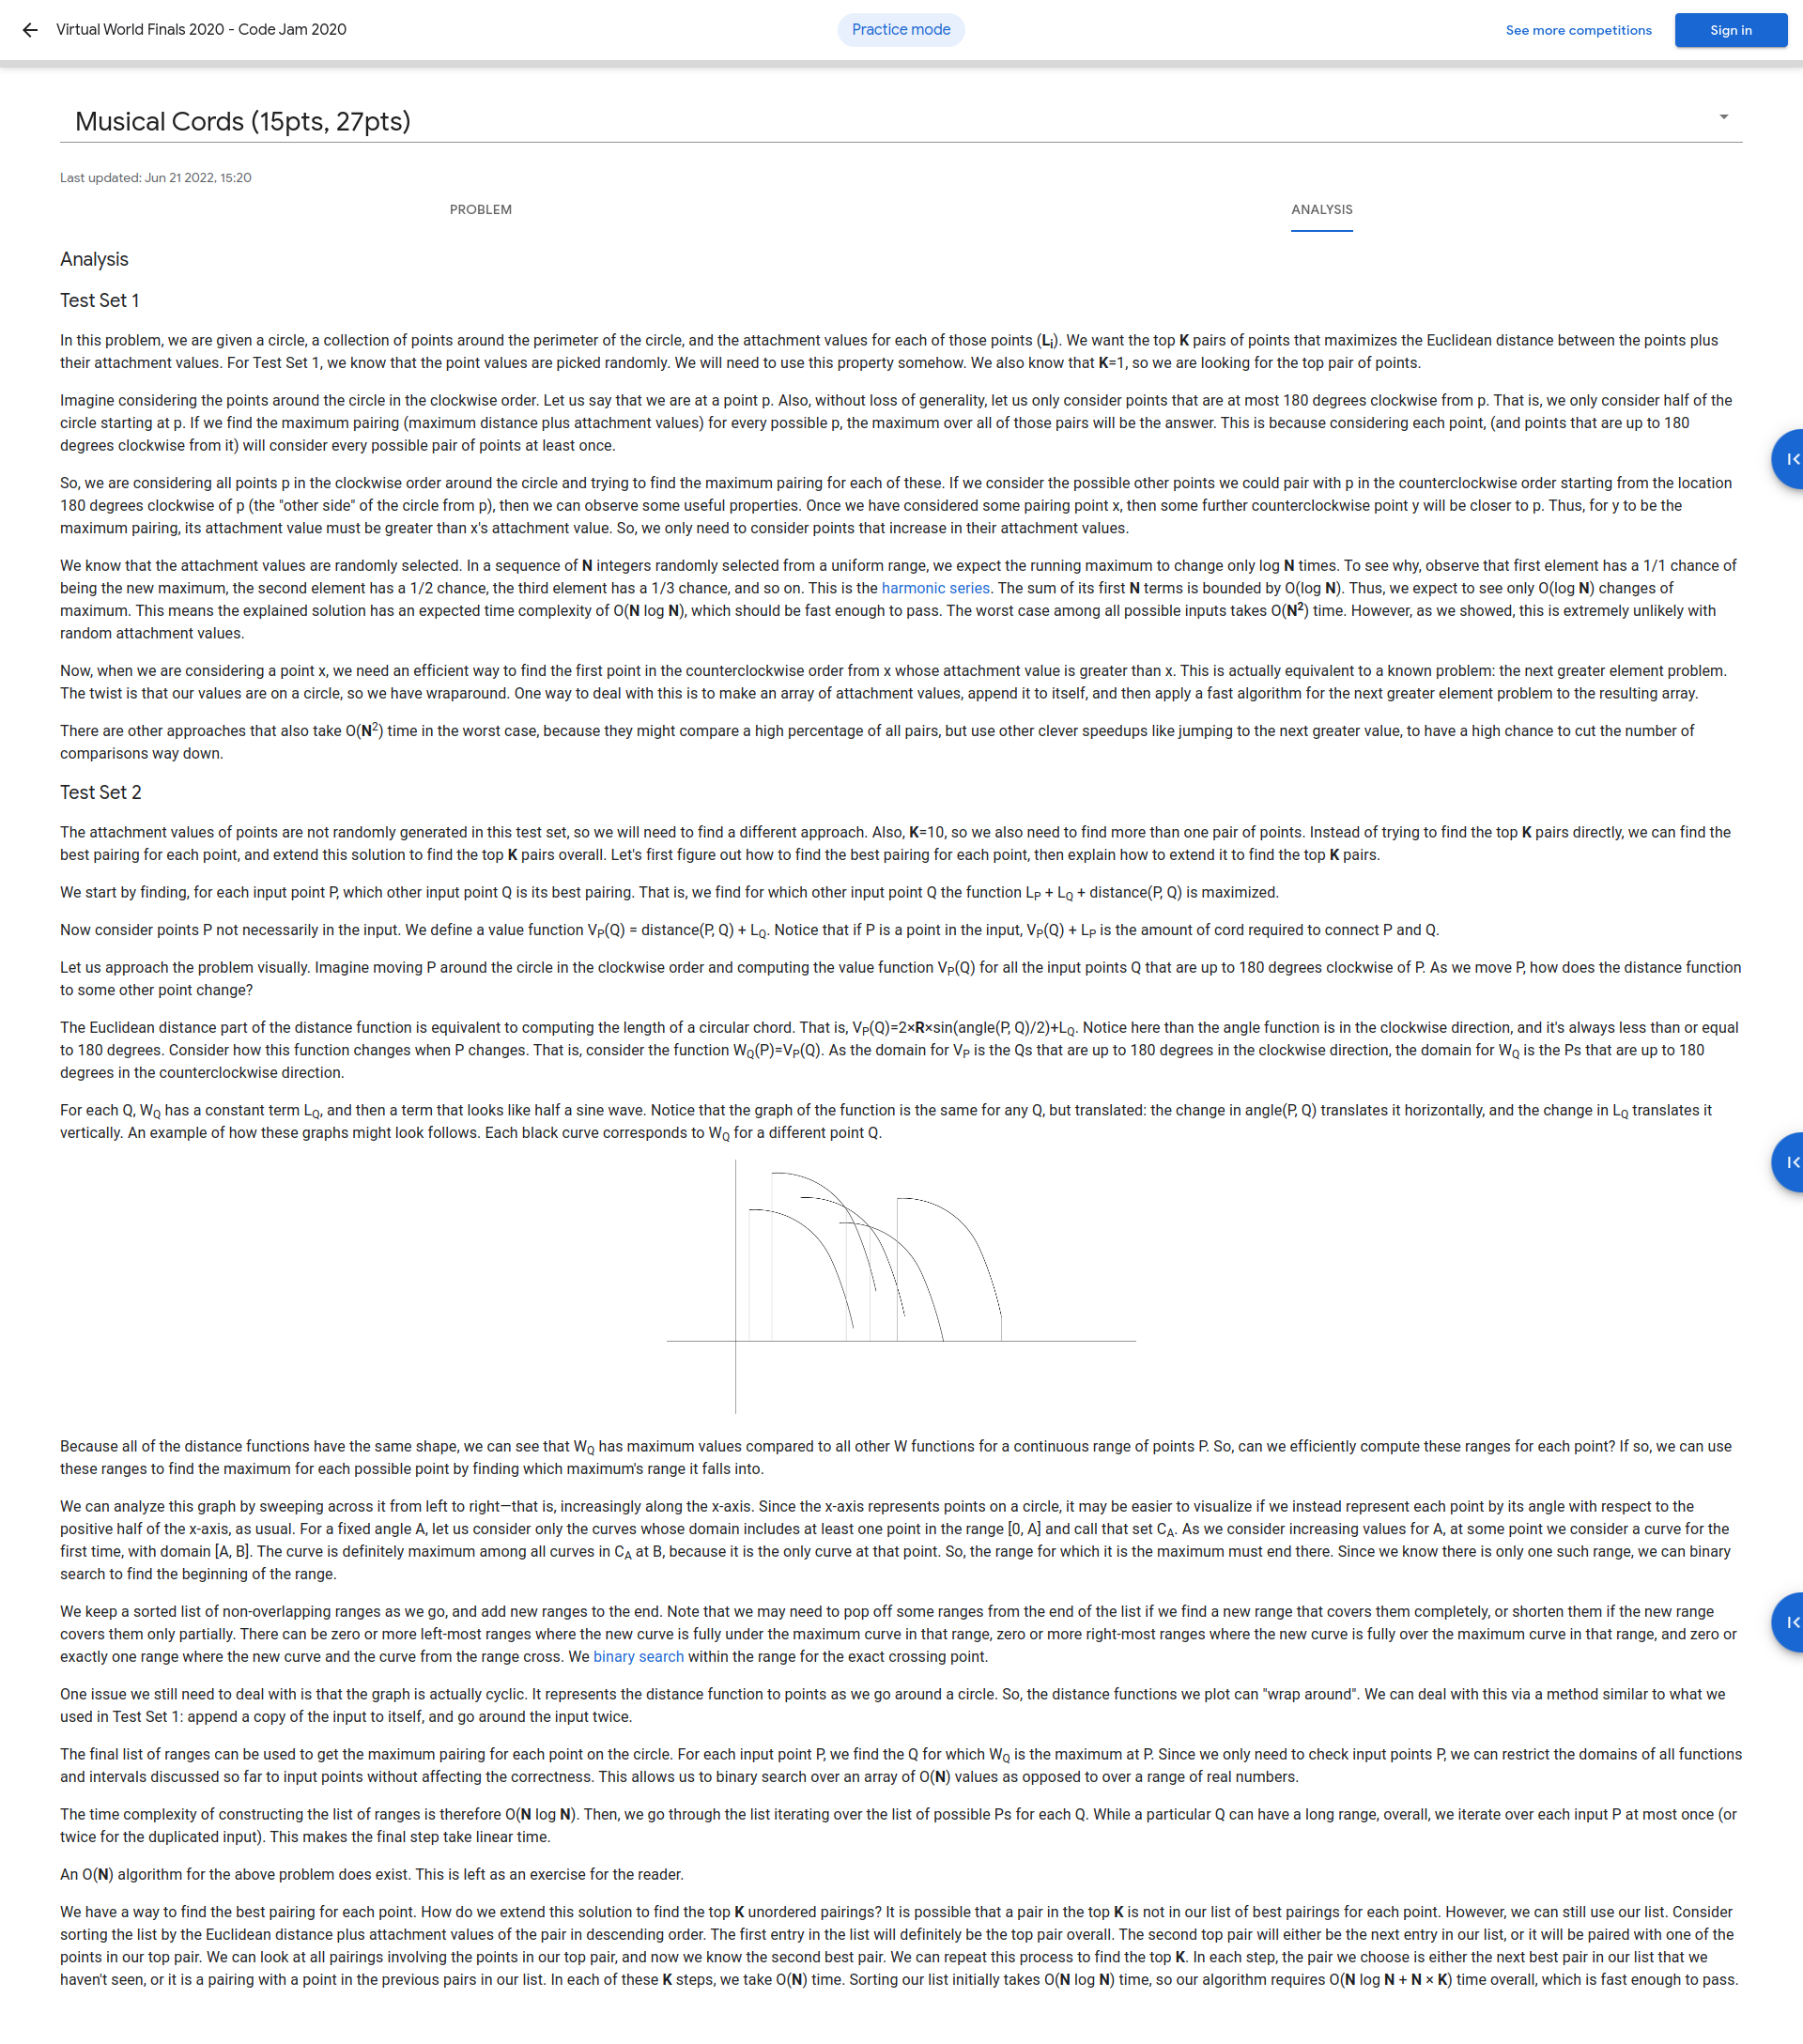 Virtual World Finals 2020 - Code Jam 2020
Practice mode
See more competitions
Sign in
Musical Cords (15pts, 27pts)
Last updated: Jun 21 2022, 15:20
PROBLEM
ANALYSIS
Analysis
Test Set 1
In this problem, we are given a circle, a collection of points around the perimeter of the circle, and the attachment values for each of those points (Li). We want the top K pairs of points that maximizes the Euclidean distance between the points plus
their attachment values. For Test Set 1, we know that the point values are picked randomly. We will need to use this property somehow. We also know that K=1, so we are looking for the top pair of points.
Imagine considering the points around the circle in the clockwise order. Let us say that we are at a point p. Also, without loss of generality, let us only consider points that are at most 180 degrees clockwise from p. That is, we only consider half of the
circle starting at p. If we find the maximum pairing (maximum distance plus attachment values) for every possible p, the maximum over all of those pairs will be the answer. This is because considering each point, (and points that are up to 180
degrees clockwise from it) will consider every possible pair of points at least once.
So, we are considering all points p in the clockwise order around the circle and trying to find the maximum pairing for each of these. If we consider the possible other points we could pair with p in the counterclockwise order starting from the location
180 degrees clockwise of p (the "other side" of the circle from p), then we can observe some useful properties. Once we have considered some pairing point x, then some further counterclockwise point y will be closer to p. Thus, for y to be the
maximum pairing, its attachment value must be greater than x's attachment value. So, we only need to consider points that increase in their attachment values.
We know that the attachment values are randomly selected. In a sequence of N integers randomly selected from a uniform range, we expect the running maximum to change only log N times. To see why, observe that first element has a 1/1 chance of
being the new maximum, the second element has a 1/2 chance, the third element has a 1/3 chance, and so on. This is the harmonic series. The sum of its first N terms is bounded by O(log N). Thus, we expect to see only O(log N) changes of
maximum. This means the explained solution has an expected time complexity of O(N log N), which should be fast enough to pass. The worst case among all possible inputs takes O(N²) time. However, as we showed, this is extremely unlikely with
random attachment values.
Now, when we are considering a point x, we need an efficient way to find the first point in the counterclockwise order from x whose attachment value is greater than x. This is actually equivalent to a known problem: the next greater element problem.
The twist is that our values are on a circle, so we have wraparound. One way to deal with this is to make an array of attachment values, append it to itself, and then apply a fast algorithm for the next greater element problem to the resulting array.
There are other approaches that also take O(N²) time in the worst case, because they might compare a high percentage of all pairs, but use other clever speedups like jumping to the next greater value, to have a high chance to cut the number of
comparisons way down.
Test Set 2
The attachment values of points are not randomly generated in this test set, so we will need to find a different approach. Also, K=10, so we also need to find more than one pair of points. Instead of trying to find the top K pairs directly, we can find the
best pairing for each point, and extend this solution to find the top K pairs overall. Let's first figure out how to find the best pairing for each point, then explain how to extend it to find the top K pairs.
We start by finding, for each input point P, which other input point Q is its best pairing. That is, we find for which other input point Q the function LP + LQ + distance(P, Q) is maximized.
Now consider points P not necessarily in the input. We define a value function VP(Q) = distance(P, Q) + LQ. Notice that if P is a point in the input, VP(Q) + LP is the amount of cord required to connect P and Q.
Let us approach the problem visually. Imagine moving P around the circle in the clockwise order and computing the value function VP(Q) for all the input points Q that are up to 180 degrees clockwise of P. As we move P, how does the distance function
to some other point change?
The Euclidean distance part of the distance function is equivalent to computing the length of a circular chord. That is, VP(Q)=2×R×sin(angle(P, Q)/2)+LQ. Notice here than the angle function is in the clockwise direction, and it's always less than or equal
to 180 degrees. Consider how this function changes when P changes. That is, consider the function WQ(P)=VP(Q). As the domain for VP is the Qs that are up to 180 degrees in the clockwise direction, the domain for WQ is the Ps that are up to 180
degrees in the counterclockwise direction.
For each Q, WQ has a constant term LQ, and then a term that looks like half a sine wave. Notice that the graph of the function is the same for any Q, but translated: the change in angle(P, Q) translates it horizontally, and the change in LQ translates it
vertically. An example of how these graphs might look follows. Each black curve corresponds to WQ for a different point Q.
Because all of the distance functions have the same shape, we can see that WQ has maximum values compared to all other W functions for a continuous range of points P. So, can we efficiently compute these ranges for each point? If so, we can use
these ranges to find the maximum for each possible point by finding which maximum's range it falls into.
We can analyze this graph by sweeping across it from left to right—that is, increasingly along the x-axis. Since the x-axis represents points on a circle, it may be easier to visualize if we instead represent each point by its angle with respect to the
positive half of the x-axis, as usual. For a fixed angle A, let us consider only the curves whose domain includes at least one point in the range [0, A] and call that set CA. As we consider increasing values for A, at some point we consider a curve for the
first time, with domain [A, B]. The curve is definitely maximum among all curves in CA at B, because it is the only curve at that point. So, the range for which it is the maximum must end there. Since we know there is only one such range, we can binary
search to find the beginning of the range.
We keep a sorted list of non-overlapping ranges as we go, and add new ranges to the end. Note that we may need to pop off some ranges from the end of the list if we find a new range that covers them completely, or shorten them if the new range
covers them only partially. There can be zero or more left-most ranges where the new curve is fully under the maximum curve in that range, zero or more right-most ranges where the new curve is fully over the maximum curve in that range, and zero or
exactly one range where the new curve and the curve from the range cross. We binary search within the range for the exact crossing point.
One issue we still need to deal with is that the graph is actually cyclic. It represents the distance function to points as we go around a circle. So, the distance functions we plot can "wrap around". We can deal with this via a method similar to what we
used in Test Set 1: append a copy of the input to itself, and go around the input twice.
The final list of ranges can be used to get the maximum pairing for each point on the circle. For each input point P, we find the Q for which WQ is the maximum at P. Since we only need to check input points P, we can restrict the domains of all functions
and intervals discussed so far to input points without affecting the correctness. This allows us to binary search over an array of O(N) values as opposed to over a range of real numbers.
The time complexity of constructing the list of ranges is therefore O(N log N). Then, we go through the list iterating over the list of possible Ps for each Q. While a particular Q can have a long range, overall, we iterate over each input P at most once (or
twice for the duplicated input). This makes the final step take linear time.
An O(N) algorithm for the above problem does exist. This is left as an exercise for the reader.
We have a way to find the best pairing for each point. How do we extend this solution to find the top K unordered pairings? It is possible that a pair in the top K is not in our list of best pairings for each point. However, we can still use our list. Consider
sorting the list by the Euclidean distance plus attachment values of the pair in descending order. The first entry in the list will definitely be the top pair overall. The second top pair will either be the next entry in our list, or it will be paired with one of the
points in our top pair. We can look at all pairings involving the points in our top pair, and now we know the second best pair. We can repeat this process to find the top K. In each step, the pair we choose is either the next best pair in our list that we
haven't seen, or it is a pairing with a point in the previous pairs in our list. In each of these K steps, we take O(N) time. Sorting our list initially takes O(N log N) time, so our algorithm requires O(N log N + N × K) time overall, which is fast enough to pass.